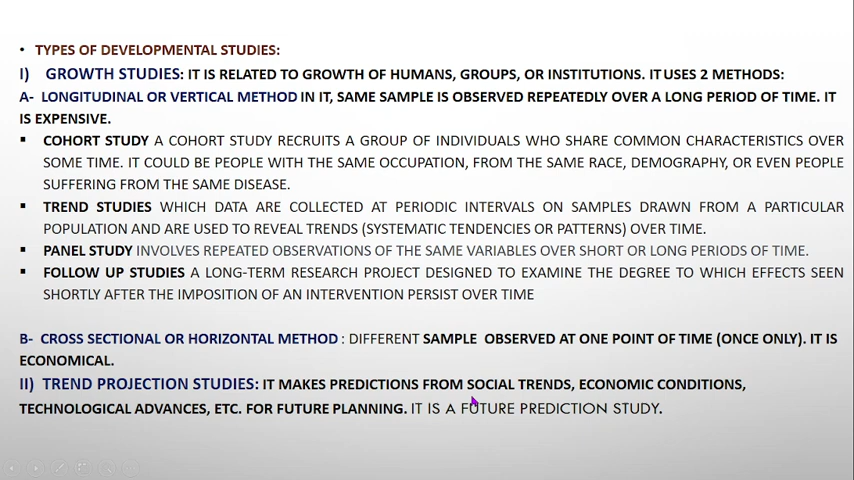 • TYPES OF DEVELOPMENTAL STUDIES:
I) GROWTH STUDIES: IT IS RELATED TO GROWTH OF HUMANS, GROUPS, OR INSTITUTIONS. IT USES 2 METHODS:
A- LONGITUDINAL OR VERTICAL METHOD IN IT, SAME SAMPLE IS OBSERVED REPEATEDLY OVER A LONG PERIOD OF TIME. IT
IS EXPENSIVE.
▪ COHORT STUDY A COHORT STUDY RECRUITS A GROUP OF INDIVIDUALS WHO SHARE COMMON CHARACTERISTICS OVER
SOME TIME. IT COULD BE PEOPLE WITH THE SAME OCCUPATION, FROM THE SAME RACE, DEMOGRAPHY, OR EVEN PEOPLE
SUFFERING FROM THE SAME DISEASE.
▪ TREND STUDIES WHICH DATA ARE COLLECTED AT PERIODIC INTERVALS ON SAMPLES DRAWN FROM A PARTICULAR
POPULATION AND ARE USED TO REVEAL TRENDS (SYSTEMATIC TENDENCIES OR PATTERNS) OVER TIME.
▪ PANEL STUDY INVOLVES REPEATED OBSERVATIONS OF THE SAME VARIABLES OVER SHORT OR LONG PERIODS OF TIME.
▪ FOLLOW UP STUDIES A LONG-TERM RESEARCH PROJECT DESIGNED TO EXAMINE THE DEGREE TO WHICH EFFECTS SEEN
SHORTLY AFTER THE IMPOSITION OF AN INTERVENTION PERSIST OVER TIME
B- CROSS SECTIONAL OR HORIZONTAL METHOD : DIFFERENT SAMPLE OBSERVED AT ONE POINT OF TIME (ONCE ONLY). IT IS
ECONOMICAL.
II) TREND PROJECTION STUDIES: IT MAKES PREDICTIONS FROM SOCIAL TRENDS, ECONOMIC CONDITIONS,
TECHNOLOGICAL ADVANCES, ETC. FOR FUTURE PLANNING. IT IS A FUTURE PREDICTION STUDY.